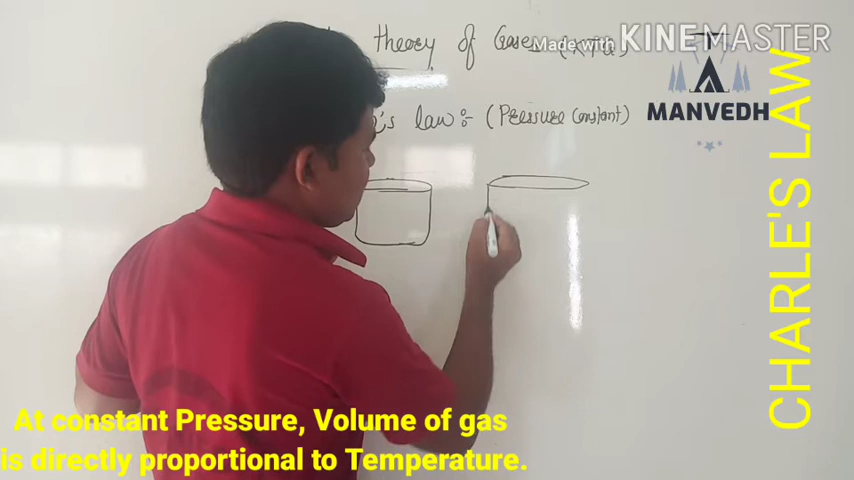 theory of Gases (KTG)
Made with KINEMASTER
MANVEDH
's law :- (Pressure Constant)
CHARLE'S LAW
At constant Pressure, Volume of gas
is directly proportional to Temperature.